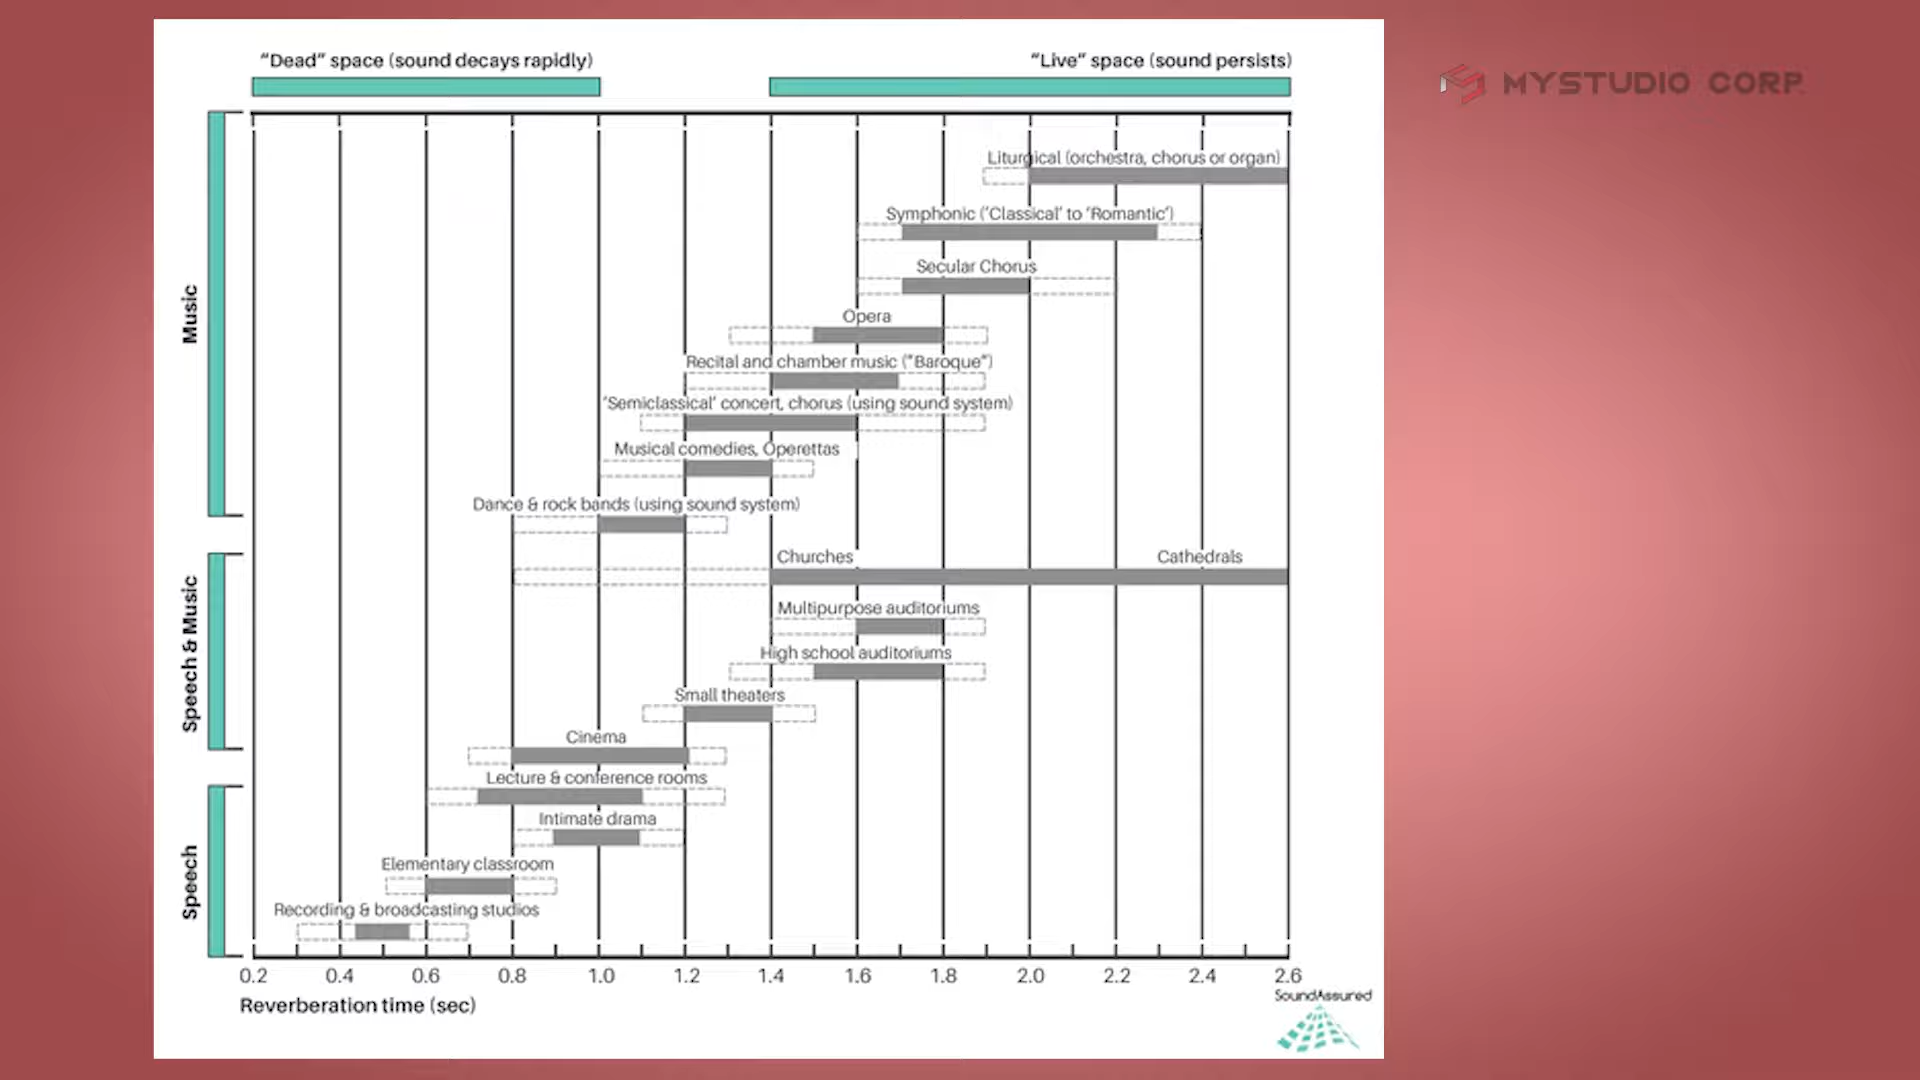 “Dead” space (sound decays rapidly)
“Live” space (sound persists)
MYSTUDIO CORP.
Music
Liturgical (orchestra, chorus or organ)
Symphonic (‘Classical’ to ‘Romantic’)
Secular Chorus
Opera
Recital and chamber music (“Baroque”)
‘Semiclassical’ concert, chorus (using sound system)
Musical comedies, Operettas
Dance & rock bands (using sound system)
Speech & Music
Churches
Cathedrals
Multipurpose auditoriums
High school auditoriums
Small theaters
Cinema
Speech
Lecture & conference rooms
Intimate drama
Elementary classroom
Recording & broadcasting studios
0.2 0.4 0.6 0.8 1.0 1.2 1.4 1.6 1.8 2.0 2.2 2.4 2.6
Reverberation time (sec)
SoundAssured